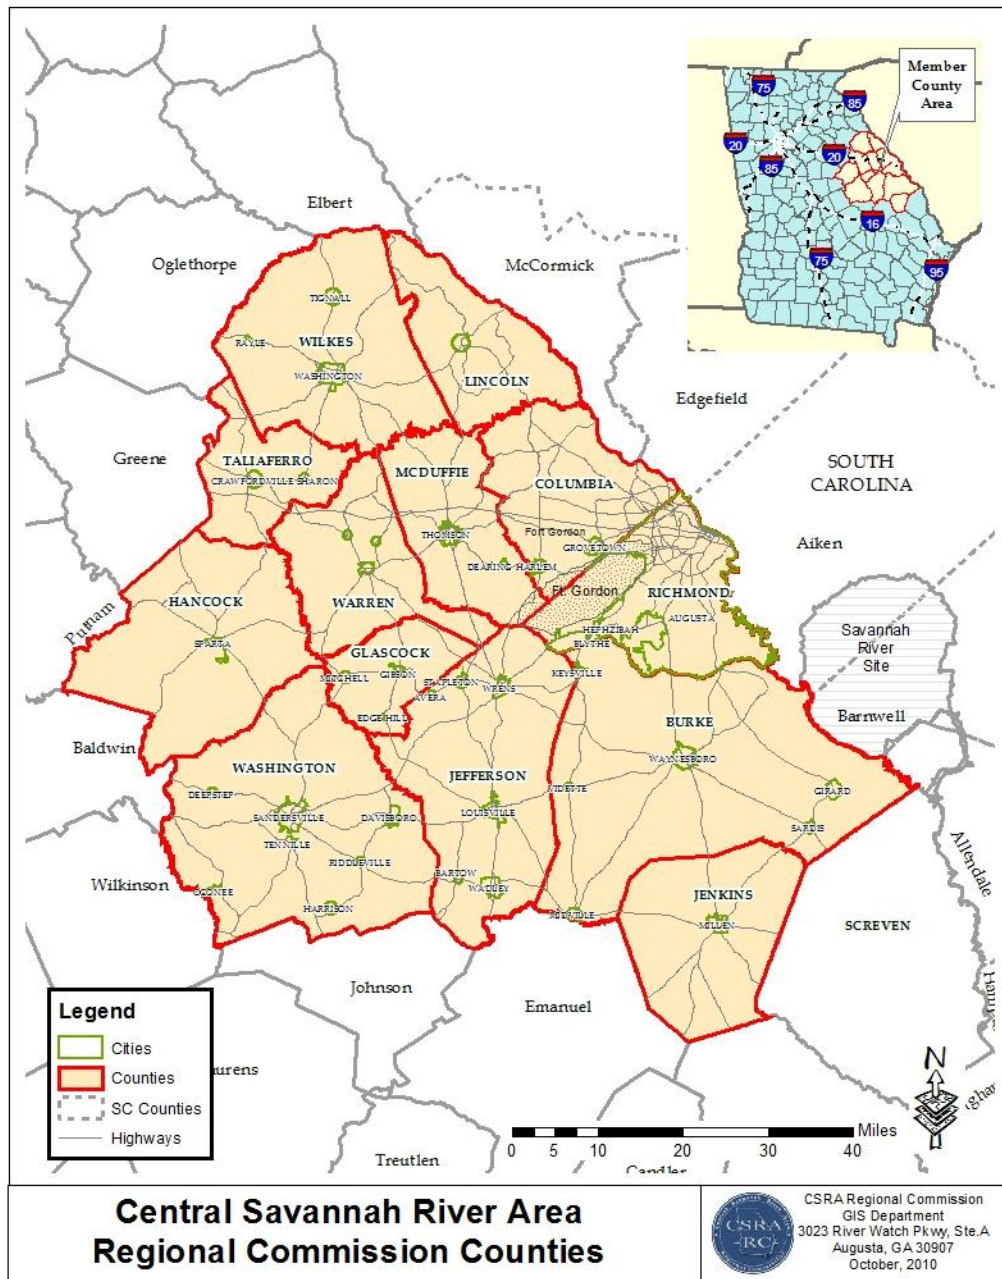 Member
County
Area
75
85
20
20
85
16
75
95
Elbert
Oglethorpe
McCormick
TIGNALL
RAYLE
WILKES
WASHINGTON
LINCOLN
Edgefield
Greene
TALIAFERRO
CRAWFORDVILLE
SHARON
MCDUFFIE
COLUMBIA
SOUTH
CAROLINA
Fort Gordon
THOMSON
GROVETOWN
Aiken
DEARING
HARLEM
Ft. Gordon
RICHMOND
HANCOCK
WARREN
AUGUSTA
Putnam
HEPHZIBAH
BLYTHE
SPARTA
GLASCOCK
GIBSON
MITCHELL
STAPLETON
AVERA
WRENS
KEYSVILLE
Savannah
River
Site
EDGE HILL
BURKE
Barnwell
Baldwin
WASHINGTON
JEFFERSON
WAYNESBORO
DEEPSTEP
VIDETTE
GIRARD
SANDERSVILLE
DAVISBORO
LOUISVILLE
SARDIS
TENNILLE
RIDDLEVILLE
Allendale
Wilkinson
OCONEE
BARTOW
WADLEY
JENKINS
HARRISON
MIDVILLE
MILLEN
SCREVEN
Johnson
Emanuel
Legend
Cities
Counties
SC Counties
Highways
urens
N
0 5 10 20 30 40
Miles
Treutlen
Candler
Central Savannah River Area
Regional Commission Counties
CSRA
RC
CSRA Regional Commission
GIS Department
3023 River Watch Pkwy, Ste.A
Augusta, GA 30907
October, 2010